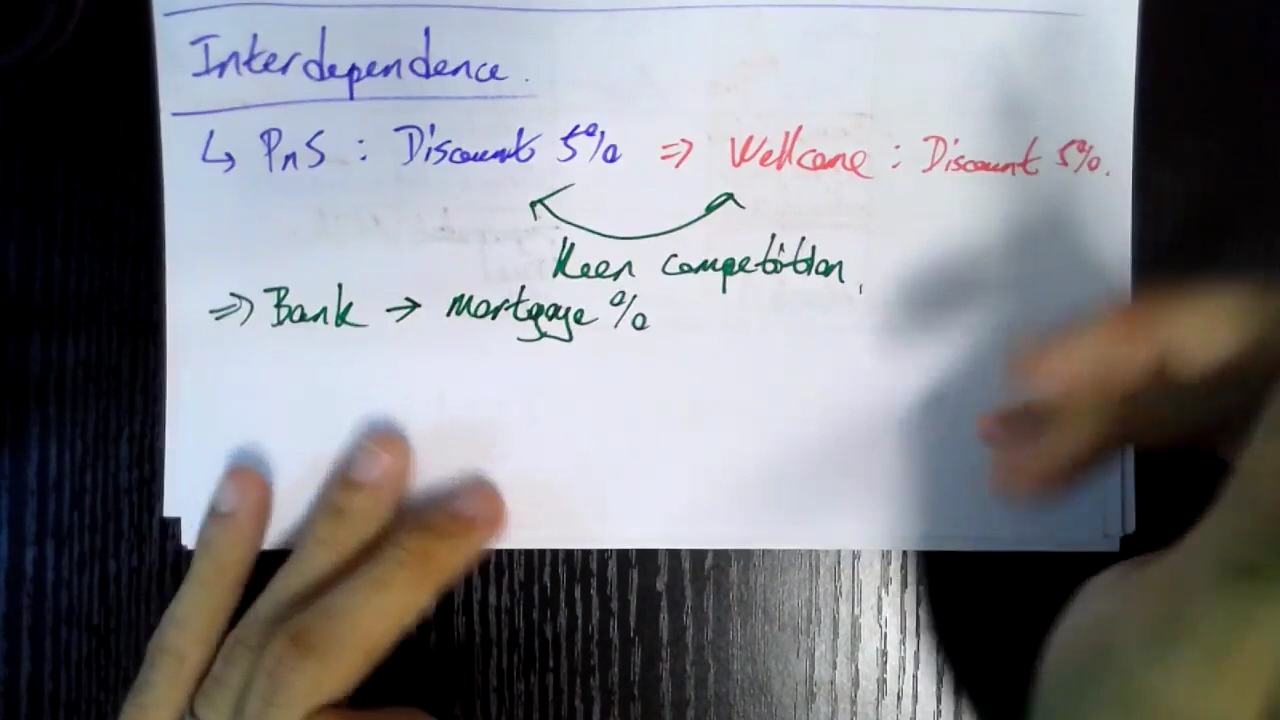 Interdependence.
↳ PnS : Discount 5% ⇒ Wellcome : Discount 5%.
Keen competition,
⇒ Bank → mortgage %